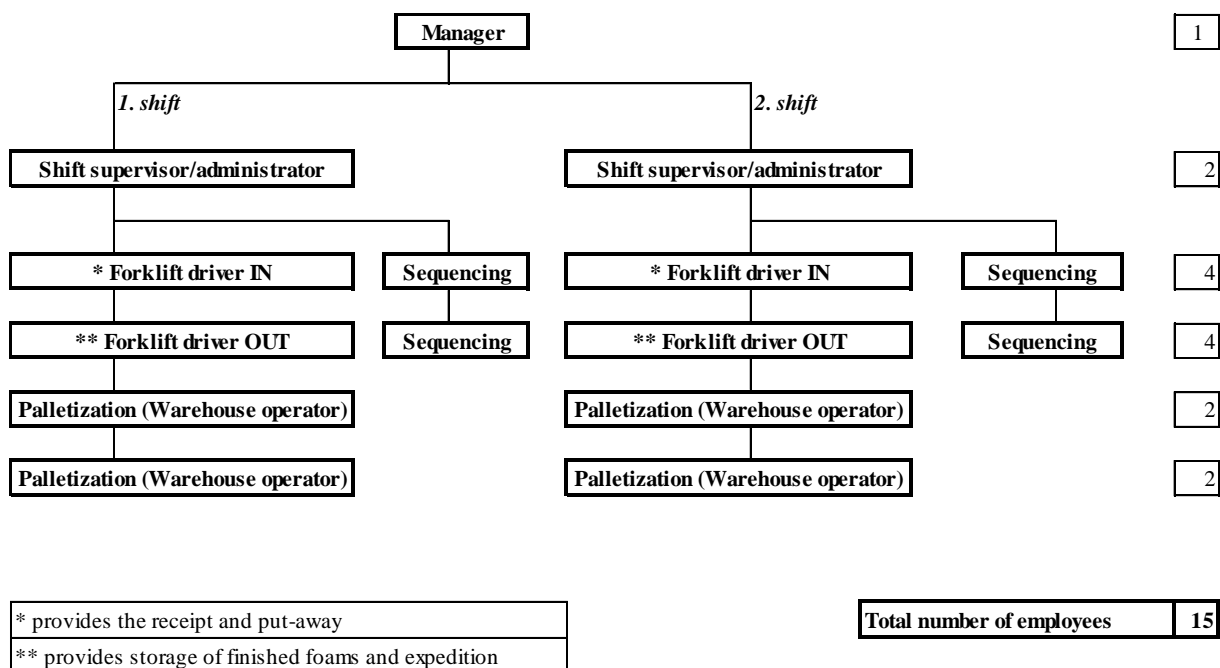 Manager 1
1. shift 2. shift
Shift supervisor/administrator Shift supervisor/administrator 2
* Forklift driver IN Sequencing * Forklift driver IN Sequencing 4
** Forklift driver OUT Sequencing ** Forklift driver OUT Sequencing 4
Palletization (Warehouse operator) Palletization (Warehouse operator) 2
Palletization (Warehouse operator) Palletization (Warehouse operator) 2
* provides the receipt and put-away Total number of employees 15
** provides storage of finished foams and expedition